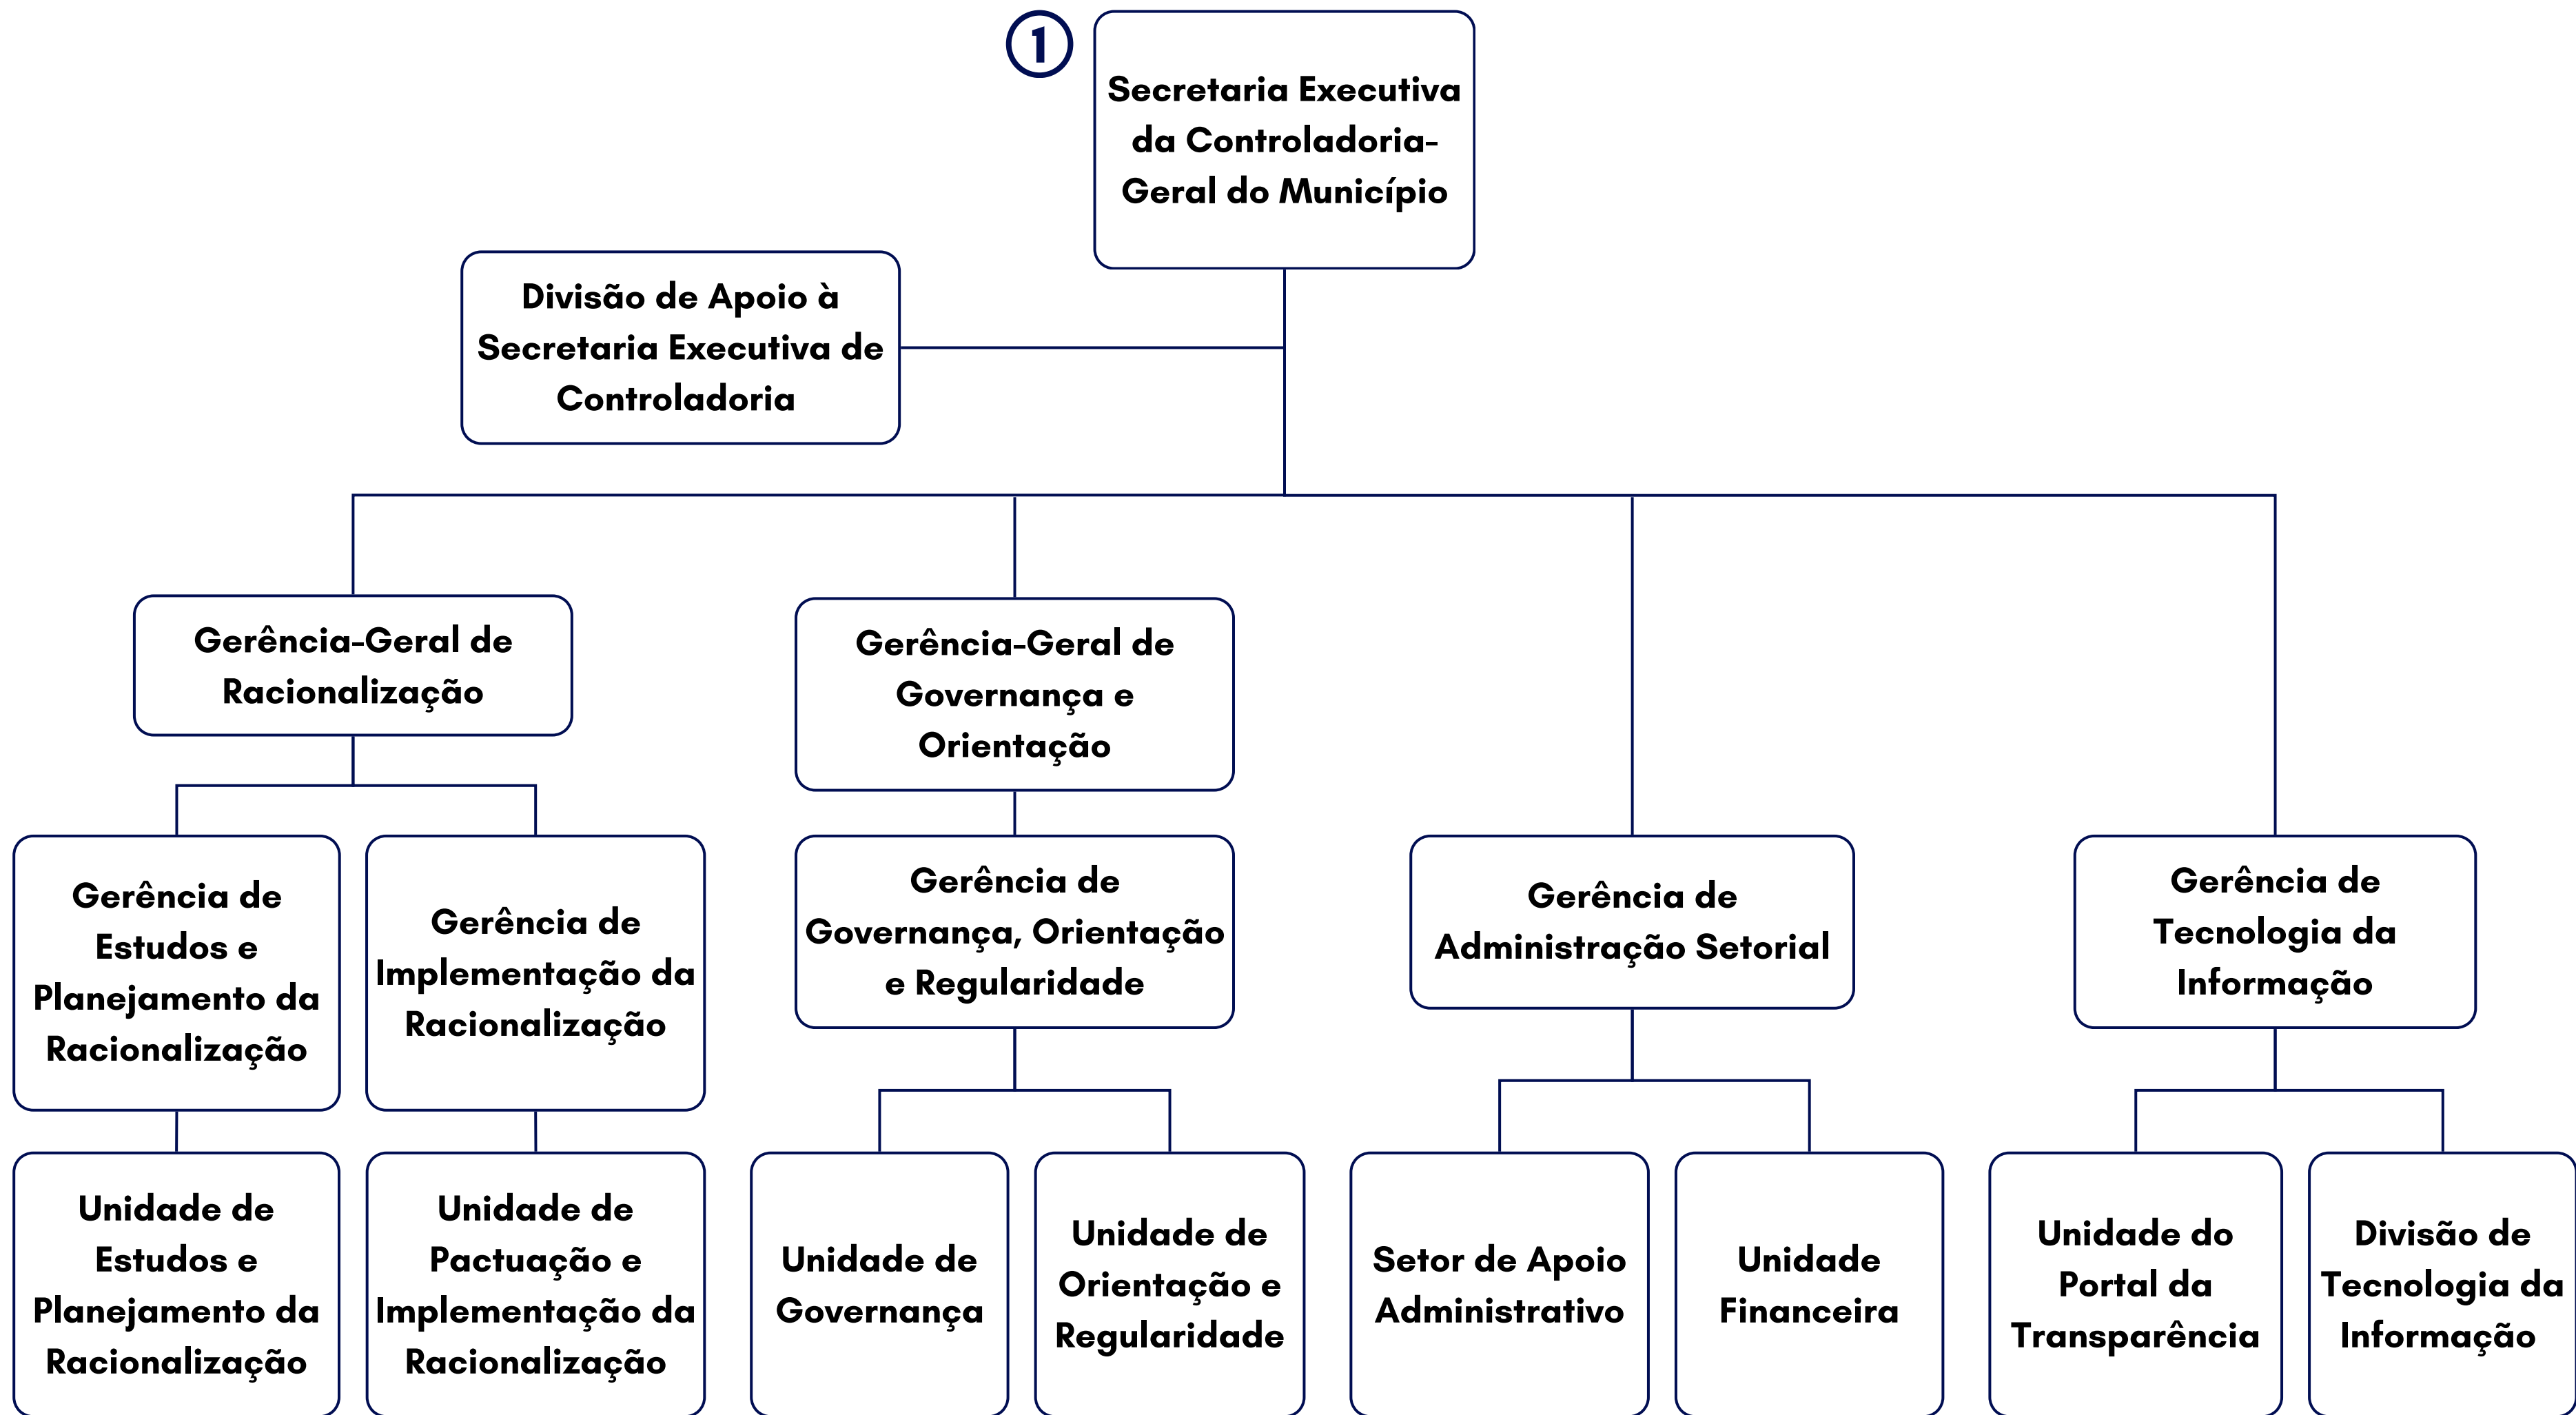 1
Secretaria Executiva
da Controladoria-
Geral do Município
Divisão de Apoio à
Secretaria Executiva de
Controladoria
Gerência-Geral de
Racionalização
Gerência-Geral de
Governança e
Orientação
Gerência de
Estudos e
Planejamento da
Racionalização
Gerência de
Implementação da
Racionalização
Gerência de
Governança, Orientação
e Regularidade
Gerência de
Administração Setorial
Gerência de
Tecnologia da
Informação
Unidade de
Estudos e
Planejamento da
Racionalização
Unidade de
Pactuação e
Implementação da
Racionalização
Unidade de
Governança
Unidade de
Orientação e
Regularidade
Setor de Apoio
Administrativo
Unidade
Financeira
Unidade do
Portal da
Transparência
Divisão de
Tecnologia da
Informação